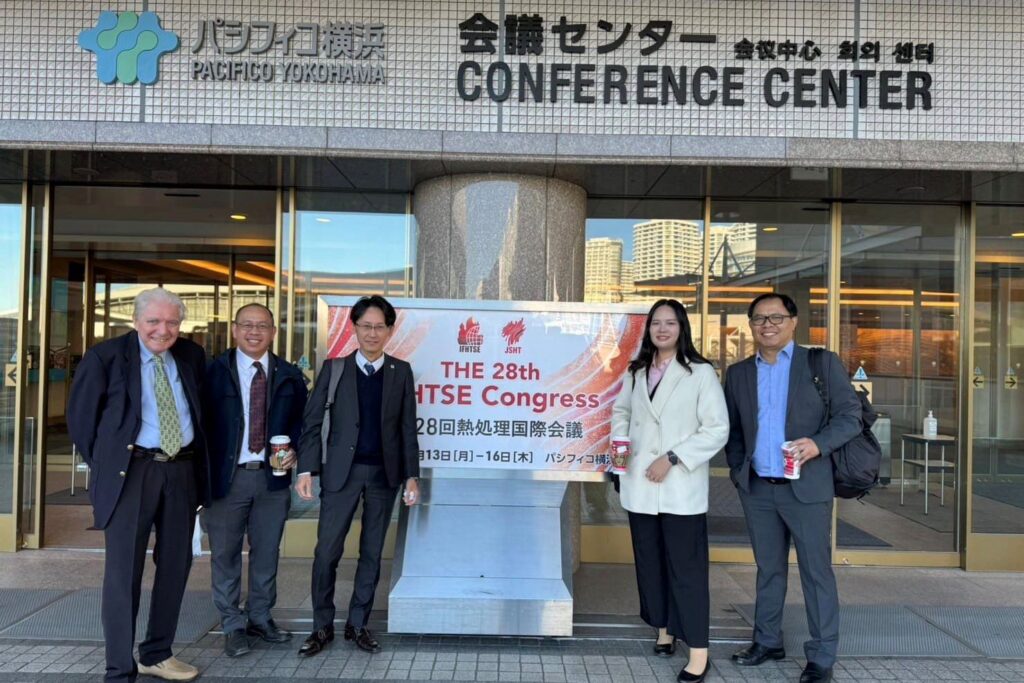 パシフィコ横浜
PACIFICO YOKOHAMA
会議センター 会议中心 회의 센터
CONFERENCE CENTER
IFHTSE JSHT
THE 28th
HTSE Congress
28回熱処理国際会議
月13日[月]－16日[木] パシフィコ横